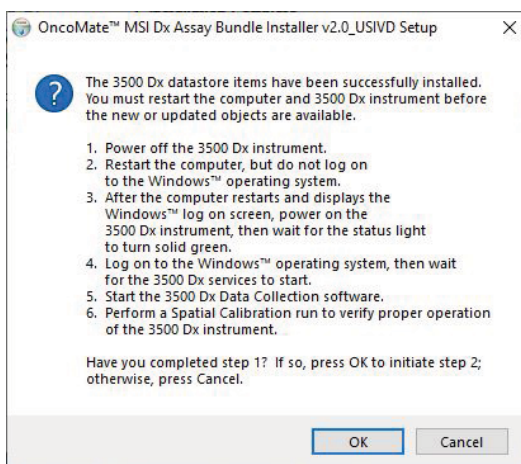 OncoMate™ MSI Dx Assay Bundle Installer v2.0_USIVD Setup
The 3500 Dx datastore items have been successfully installed.
You must restart the computer and 3500 Dx instrument before
the new or updated objects are available.
1. Power off the 3500 Dx instrument.
2. Restart the computer, but do not log on
to the Windows™ operating system.
3. After the computer restarts and displays the
Windows™ log on screen, power on the
3500 Dx instrument, then wait for the status light
to turn solid green.
4. Log on to the Windows™ operating system, then wait
for the 3500 Dx services to start.
5. Start the 3500 Dx Data Collection software.
6. Perform a Spatial Calibration run to verify proper operation
of the 3500 Dx instrument.
Have you completed step 1? If so, press OK to initiate step 2;
otherwise, press Cancel.
OK
Cancel